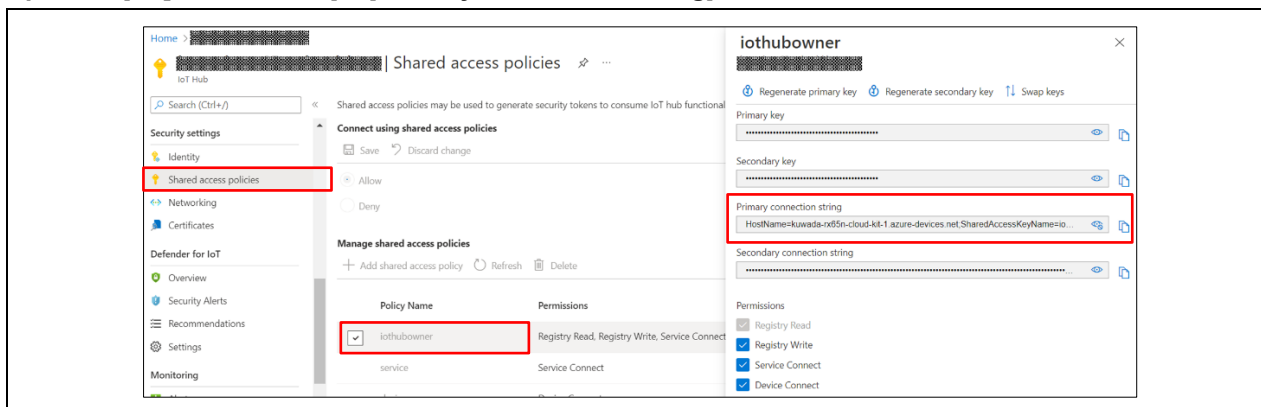 Home >
| Shared access policies
IoT Hub
Search (Ctrl+/)
Security settings
Identity
Shared access policies
Networking
Certificates
Defender for IoT
Overview
Security Alerts
Recommendations
Settings
Monitoring
Shared access policies may be used to generate security tokens to consume IoT hub functional
Connect using shared access policies
Save
Discard change
Allow
Deny
Manage shared access policies
+ Add shared access policy
Refresh
Delete
Policy Name
Permissions
iothubowner
Registry Read, Registry Write, Service Connect
service
Service Connect
iothubowner
Regenerate primary key
Regenerate secondary key
Swap keys
Primary key
Secondary key
Primary connection string
HostName=kuwada-rx65n-cloud-kit-1.azure-devices.net;SharedAccessKeyName=io...
Secondary connection string
Permissions
Registry Read
Registry Write
Service Connect
Device Connect